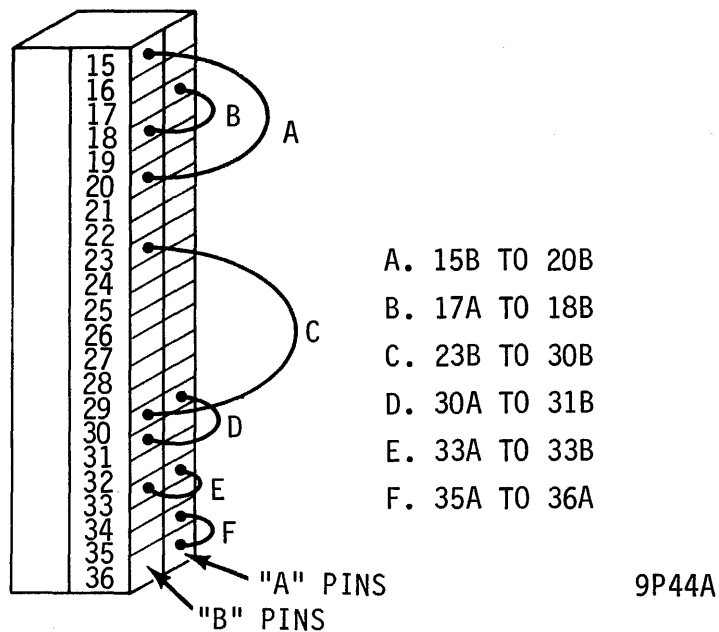 15
16
17
18
19
20
21
22
23
24
25
26
27
28
29
30
31
32
33
34
35
36
A
B
C
D
E
F
A. 15B TO 20B
B. 17A TO 18B
C. 23B TO 30B
D. 30A TO 31B
E. 33A TO 33B
F. 35A TO 36A
"A" PINS
"B" PINS
9P44A